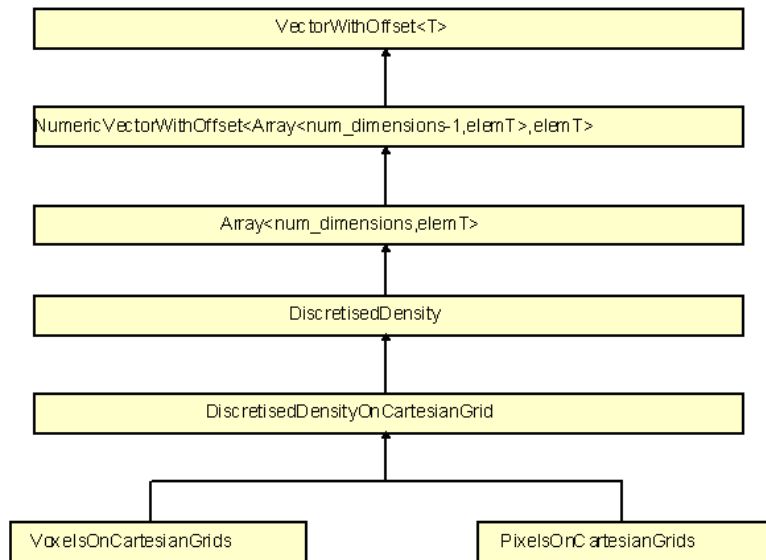 VectorWithOffset<T>
NumericVectorWithOffset<Array<num_dimensions-1,elemT>,elemT>
Array<num_dimensions,elemT>
DiscretisedDensity
DiscretisedDensityOnCartesianGrid
VoxelsOnCartesianGrids
PixelsOnCartesianGrids